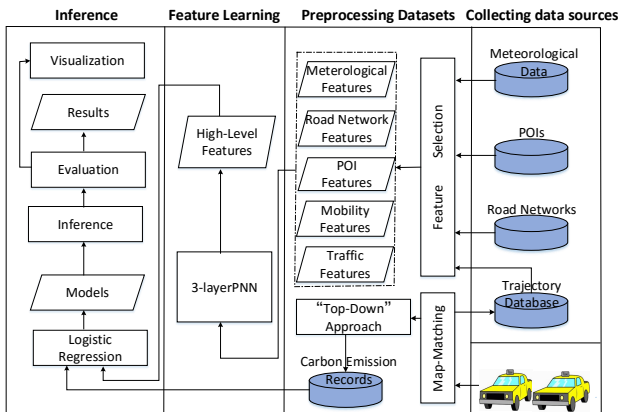 Inference
Feature Learning
Preprocessing Datasets
Collecting data sources
Visualization
Results
Evaluation
Inference
Models
Logistic
Regression
High-Level
Features
3-layerPNN
Meterological
Features
Road Network
Features
POI
Features
Mobility
Features
Traffic
Features
"Top-Down"
Approach
Carbon Emission
Records
Feature Selection
Map-Matching
Meteorological
Data
POIs
Road Networks
Trajectory
Database